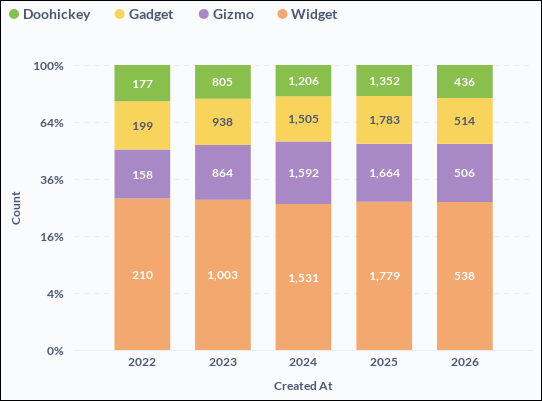 Doohickey Gadget Gizmo Widget
100%
64%
36%
16%
4%
0%
Count
177 805 1,206 1,352 436
199 938 1,505 1,783 514
158 864 1,592 1,664 506
210 1,003 1,531 1,779 538
2022 2023 2024 2025 2026
Created At